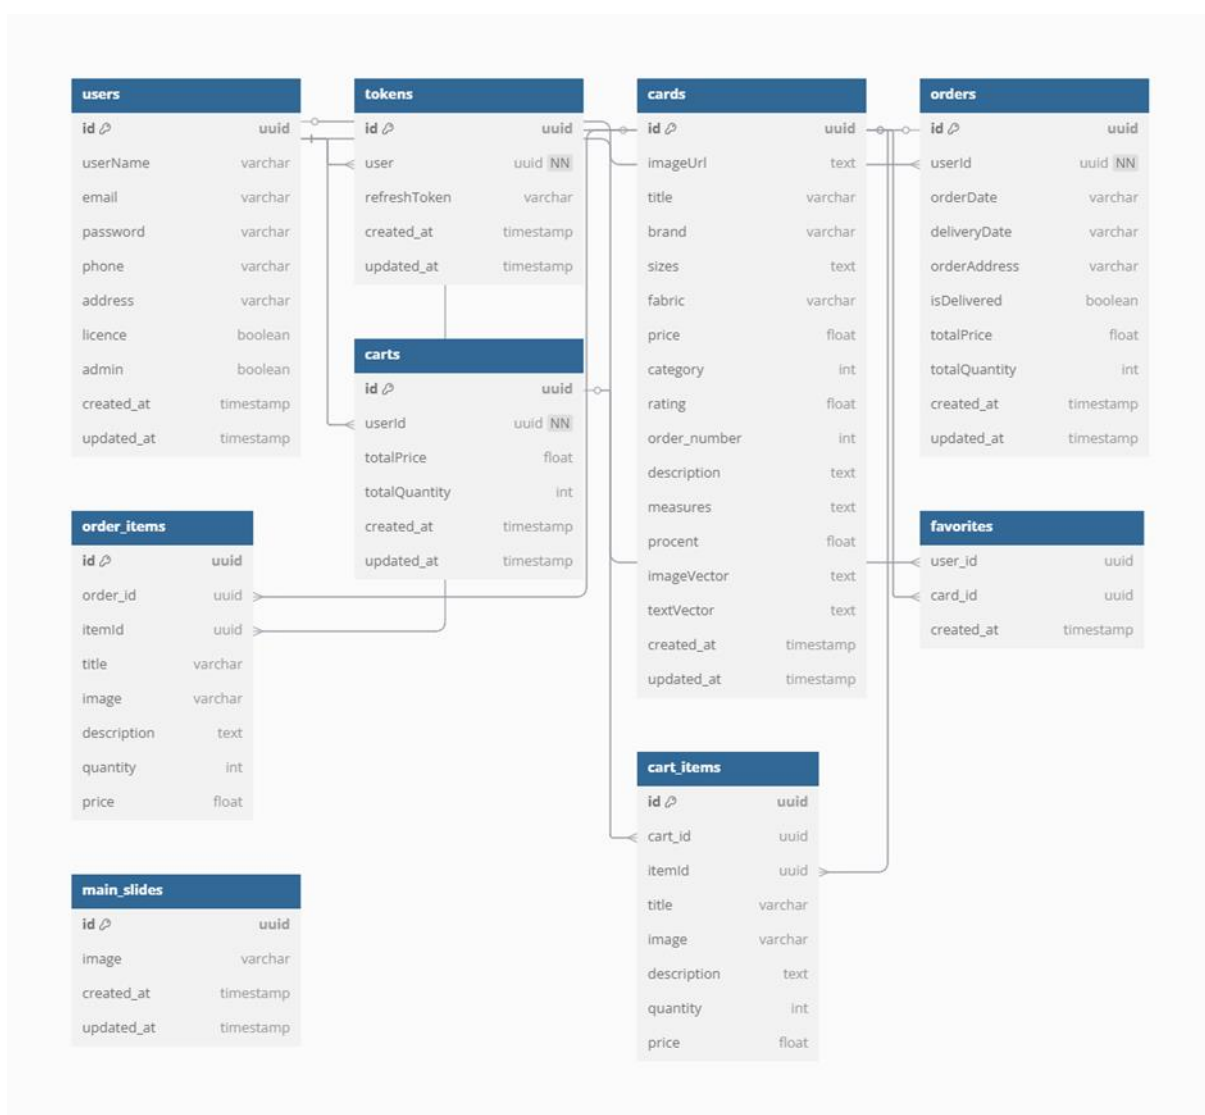 users
id uuid
userName varchar
email varchar
password varchar
phone varchar
address varchar
licence boolean
admin boolean
created_at timestamp
updated_at timestamp
tokens
id uuid
user uuid NN
refreshToken varchar
created_at timestamp
updated_at timestamp
cards
id uuid
imageUrl text
title varchar
brand varchar
sizes text
fabric varchar
price float
category int
rating float
order_number int
description text
measures text
procent float
imageVector text
textVector text
created_at timestamp
updated_at timestamp
orders
id uuid
userId uuid NN
orderDate varchar
deliveryDate varchar
orderAddress varchar
isDelivered boolean
totalPrice float
totalQuantity int
created_at timestamp
updated_at timestamp
carts
id uuid
userId uuid NN
totalPrice float
totalQuantity int
created_at timestamp
updated_at timestamp
order_items
id uuid
order_id uuid
itemId uuid
title varchar
image varchar
description text
quantity int
price float
favorites
user_id uuid
card_id uuid
created_at timestamp
cart_items
id uuid
cart_id uuid
itemId uuid
title varchar
image varchar
description text
quantity int
price float
main_slides
id uuid
image varchar
created_at timestamp
updated_at timestamp